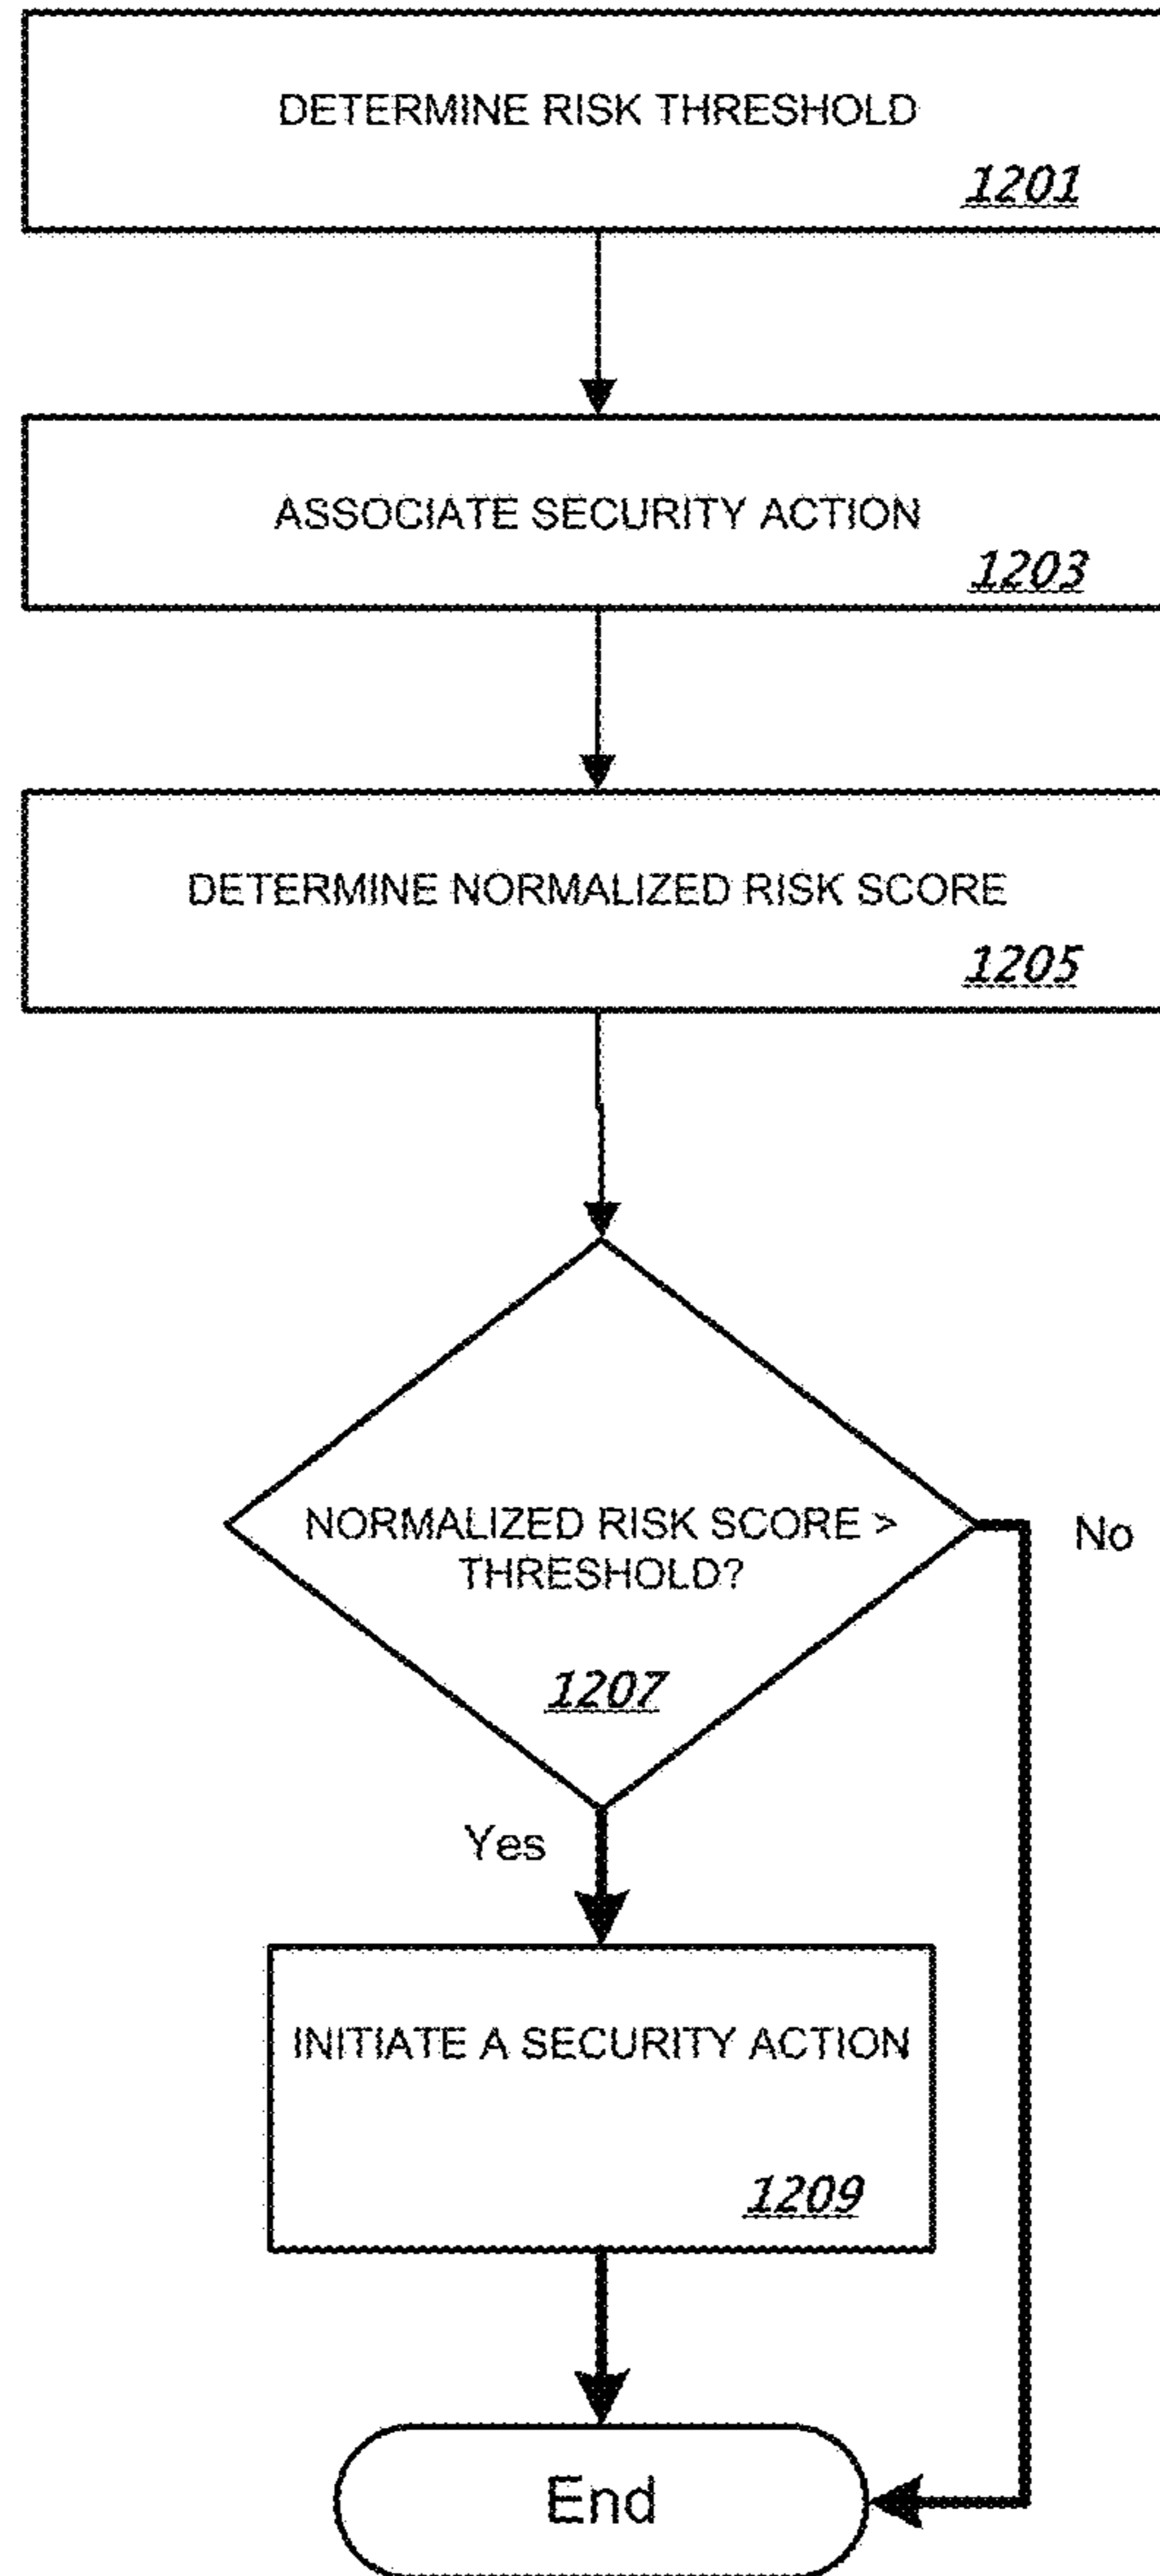 DETERMINE RISK THRESHOLD
1201
ASSOCIATE SECURITY ACTION
1203
DETERMINE NORMALIZED RISK SCORE
1205
NORMALIZED RISK SCORE >
THRESHOLD?
No
1207
Yes
INITIATE A SECURITY ACTION
1209
End